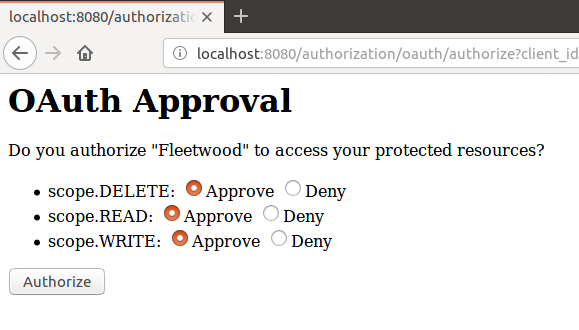 localhost:8080/authorizatio
localhost:8080/authorization/oauth/authorize?client_id
OAuth Approval
Do you authorize "Fleetwood" to access your protected resources?
scope.DELETE: Approve Deny
scope.READ: Approve Deny
scope.WRITE: Approve Deny
Authorize